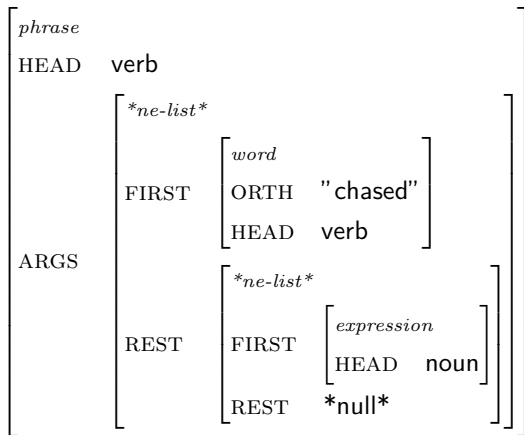 phrase
HEAD verb
*ne-list*
word
FIRST ORTH "chased"
HEAD verb
ARGS
*ne-list*
expression
REST FIRST HEAD noun
REST *null*